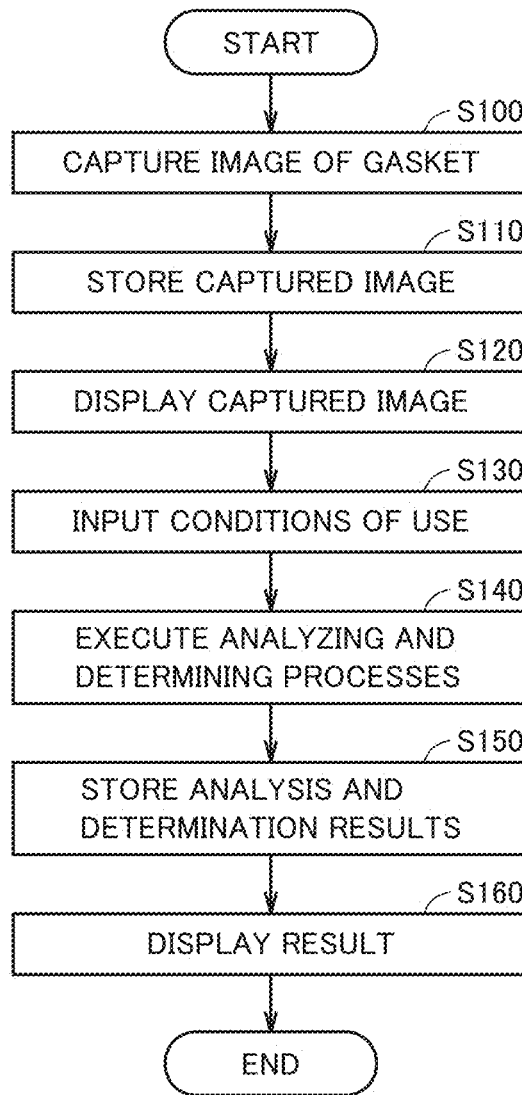 START
S100
CAPTURE IMAGE OF GASKET
S110
STORE CAPTURED IMAGE
S120
DISPLAY CAPTURED IMAGE
S130
INPUT CONDITIONS OF USE
S140
EXECUTE ANALYZING AND
DETERMINING PROCESSES
S150
STORE ANALYSIS AND
DETERMINATION RESULTS
S160
DISPLAY RESULT
END